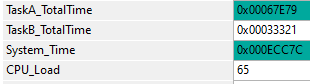 TaskA_TotalTime 0x00067E79
TaskB_TotalTime 0x00033321
System_Time 0x000ECC7C
CPU_Load 65